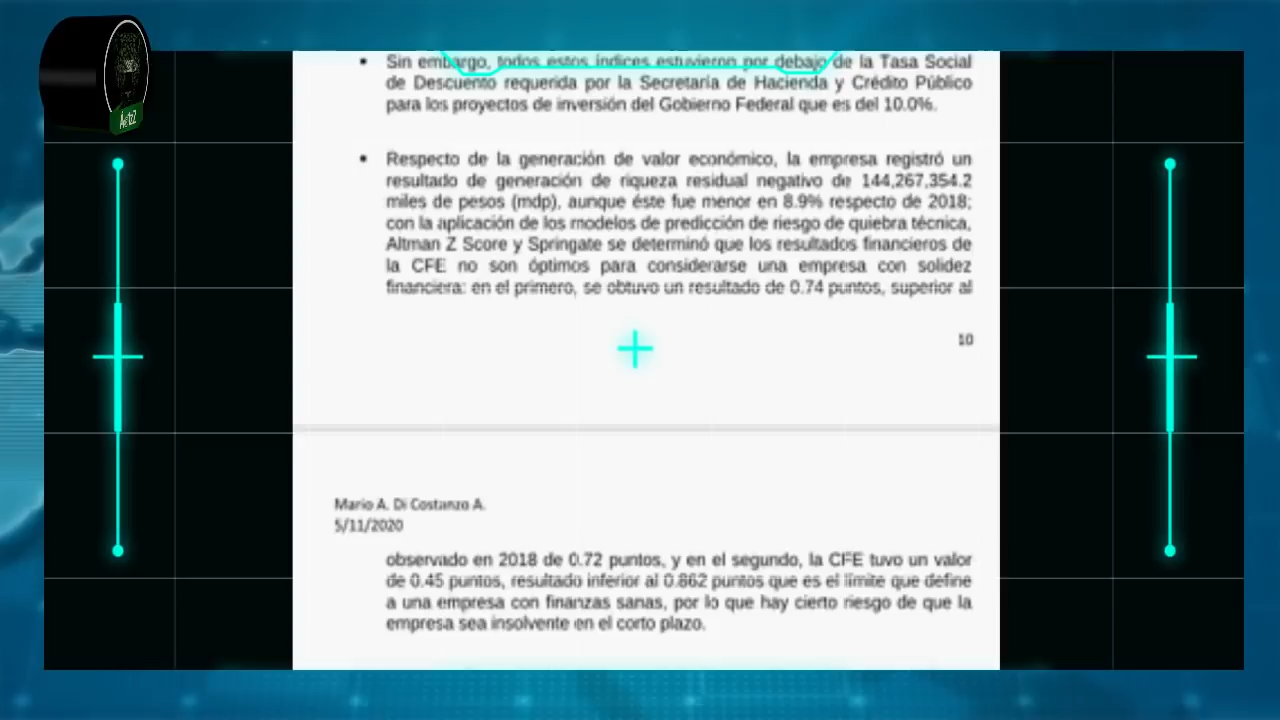 • Sin embargo, todos estos índices estuvieron por debajo de la Tasa Social
de Descuento requerida por la Secretaría de Hacienda y Crédito Público
para los proyectos de inversión del Gobierno Federal que es del 10.0%.
• Respecto de la generación de valor económico, la empresa registró un
resultado de generación de riqueza residual negativo de 144,267,354.2
miles de pesos (mdp), aunque éste fue menor en 8.9% respecto de 2018;
con la aplicación de los modelos de predicción de riesgo de quiebra técnica,
Altman Z Score y Springate se determinó que los resultados financieros de
la CFE no son óptimos para considerarse una empresa con solidez
financiera: en el primero, se obtuvo un resultado de 0.74 puntos, superior al
10
Mario A. Di Costanzo A.
5/11/2020
observado en 2018 de 0.72 puntos, y en el segundo, la CFE tuvo un valor
de 0.45 puntos, resultado inferior al 0.862 puntos que es el límite que define
a una empresa con finanzas sanas, por lo que hay cierto riesgo de que la
empresa sea insolvente en el corto plazo.